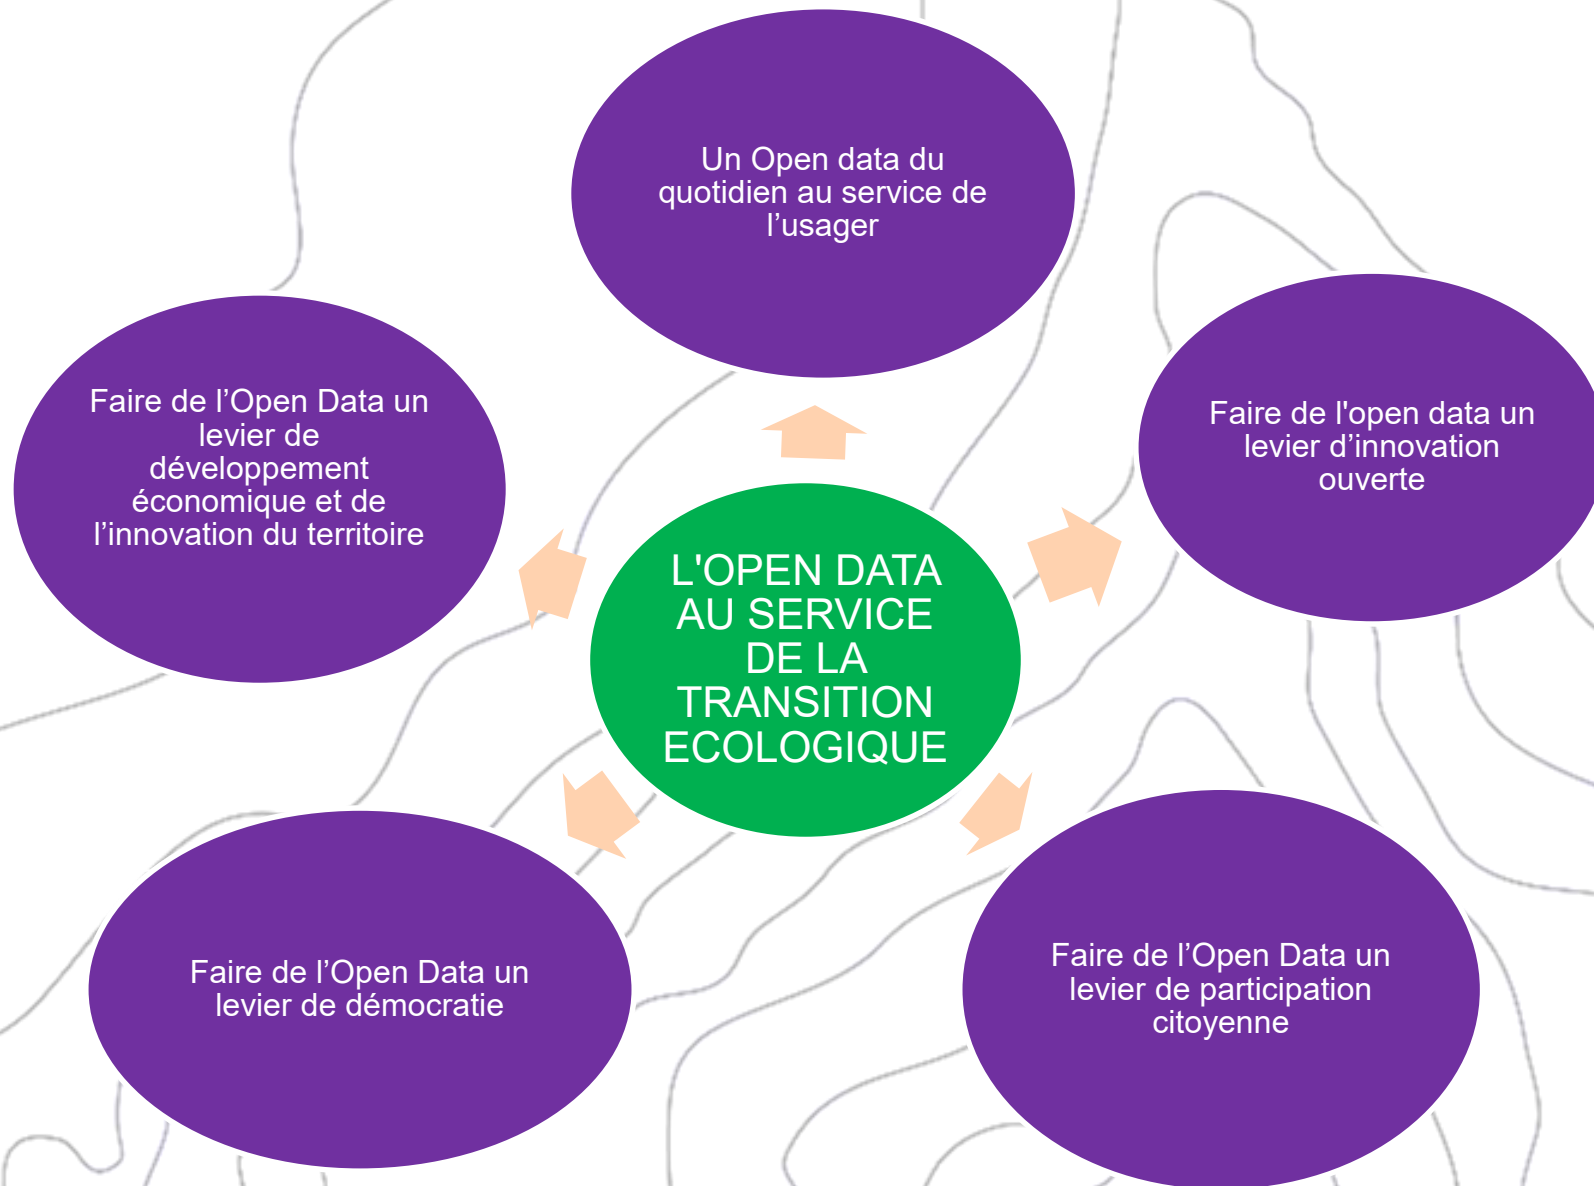 Un Open data du
quotidien au service de
l’usager
Faire de l’Open Data un
levier de
développement
économique et de
l’innovation du territoire
Faire de l'open data un
levier d’innovation
ouverte
L'OPEN DATA
AU SERVICE
DE LA
TRANSITION
ECOLOGIQUE
Faire de l’Open Data un
levier de démocratie
Faire de l’Open Data un
levier de participation
citoyenne